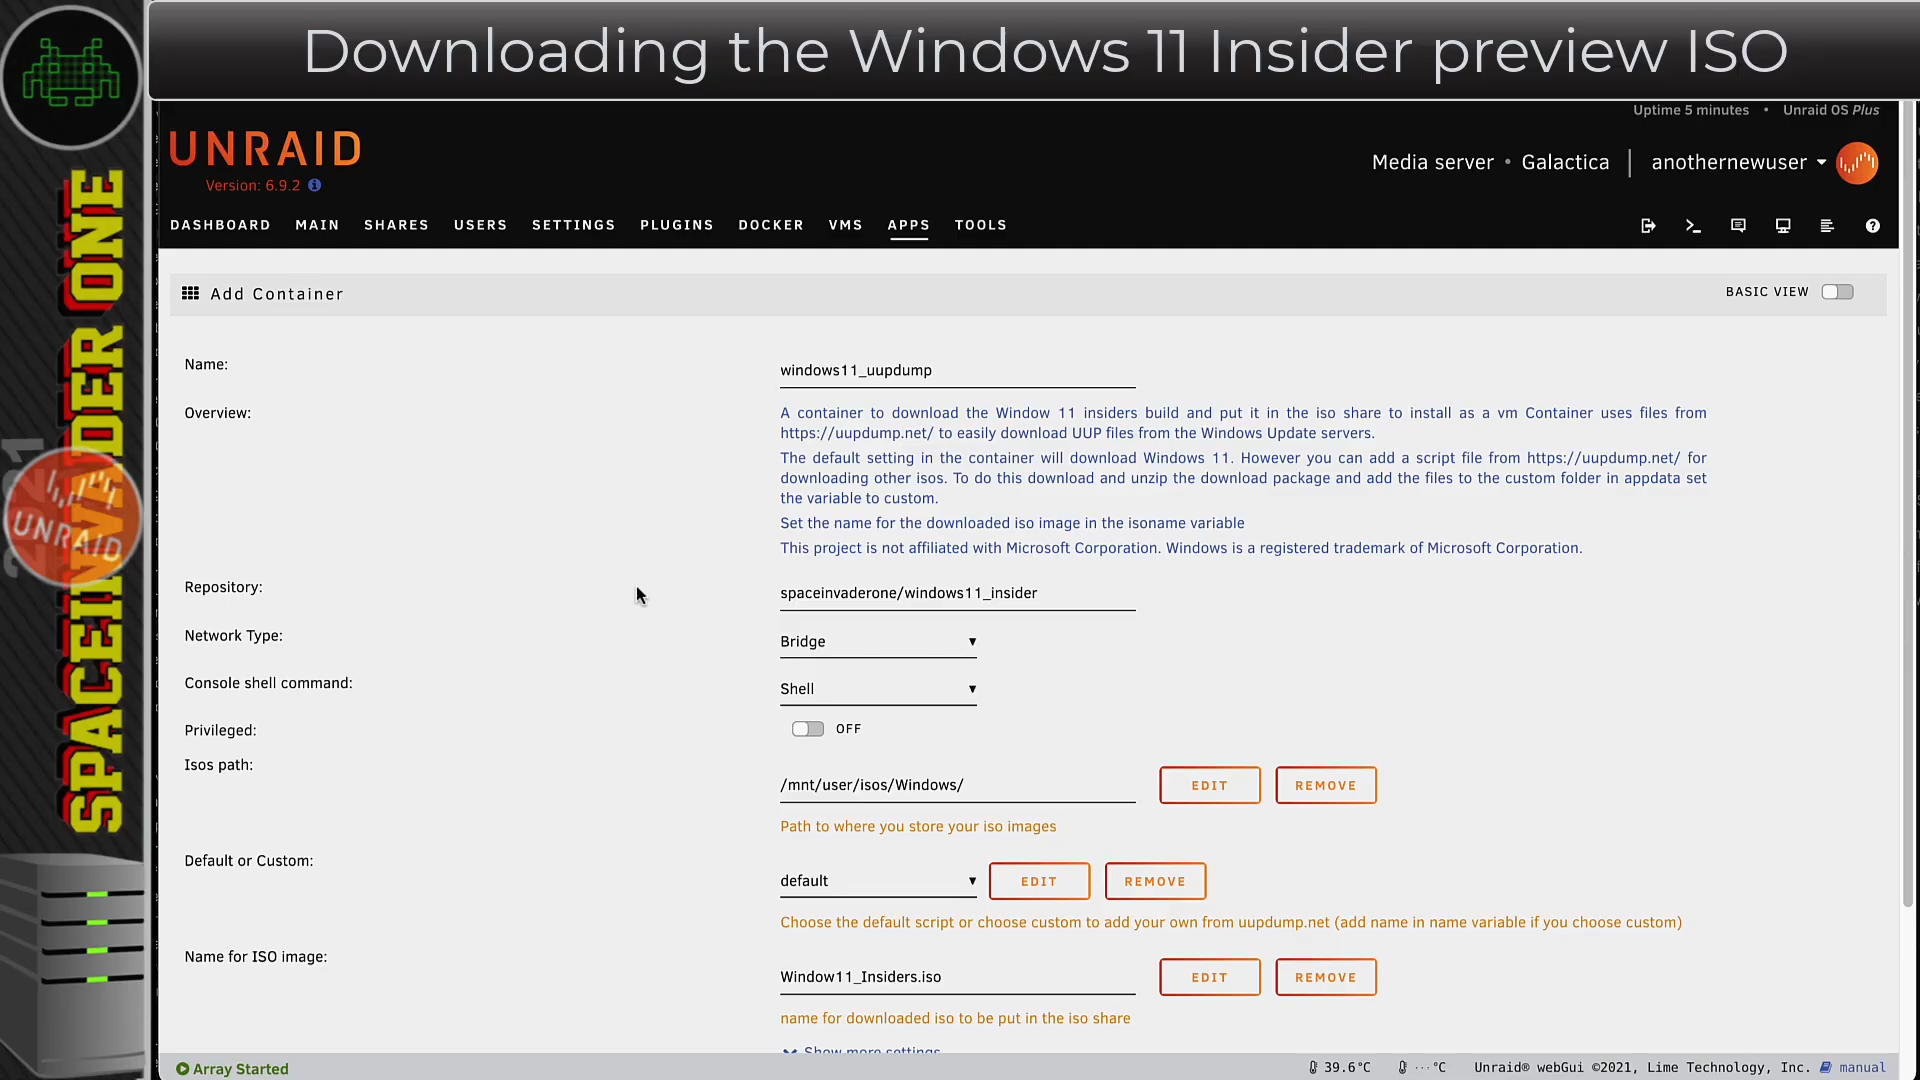 Downloading the Windows 11 Insider preview ISO
Uptime 5 minutes • Unraid OS Plus
UNRAID
Version: 6.9.2
Media server • Galactica
anothernewuser
DASHBOARD MAIN SHARES USERS SETTINGS PLUGINS DOCKER VMS APPS TOOLS
Add Container
BASIC VIEW
Name:
windows11_uupdump
Overview:
A container to download the Window 11 insiders build and put it in the iso share to install as a vm Container uses files from
https://uupdump.net/ to easily download UUP files from the Windows Update servers.
The default setting in the container will download Windows 11. However you can add a script file from https://uupdump.net/ for
downloading other isos. To do this download and unzip the download package and add the files to the custom folder in appdata set
the variable to custom.
Set the name for the downloaded iso image in the isoname variable
This project is not affiliated with Microsoft Corporation. Windows is a registered trademark of Microsoft Corporation.
Repository:
spaceinvaderone/windows11_insider
Network Type:
Bridge
Console shell command:
Shell
Privileged:
OFF
Isos path:
/mnt/user/isos/Windows/
EDIT
REMOVE
Path to where you store your iso images
Default or Custom:
default
EDIT
REMOVE
Choose the default script or choose custom to add your own from uupdump.net (add name in name variable if you choose custom)
Name for ISO image:
Window11_Insiders.iso
EDIT
REMOVE
name for downloaded iso to be put in the iso share
Show more settings
Array Started
39.6°C
···°C
Unraid® webGui ©2021, Lime Technology, Inc.
manual
SPACEINVADER ONE
2021
UNRAID